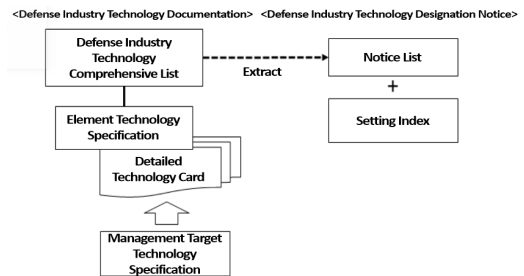 <Defense Industry Technology Documentation> <Defense Industry Technology Designation Notice>
Defense Industry
Technology
Comprehensive List
Extract
Notice List
+
Setting Index
Element Technology
Specification
Detailed
Technology Card
Management Target
Technology
Specification